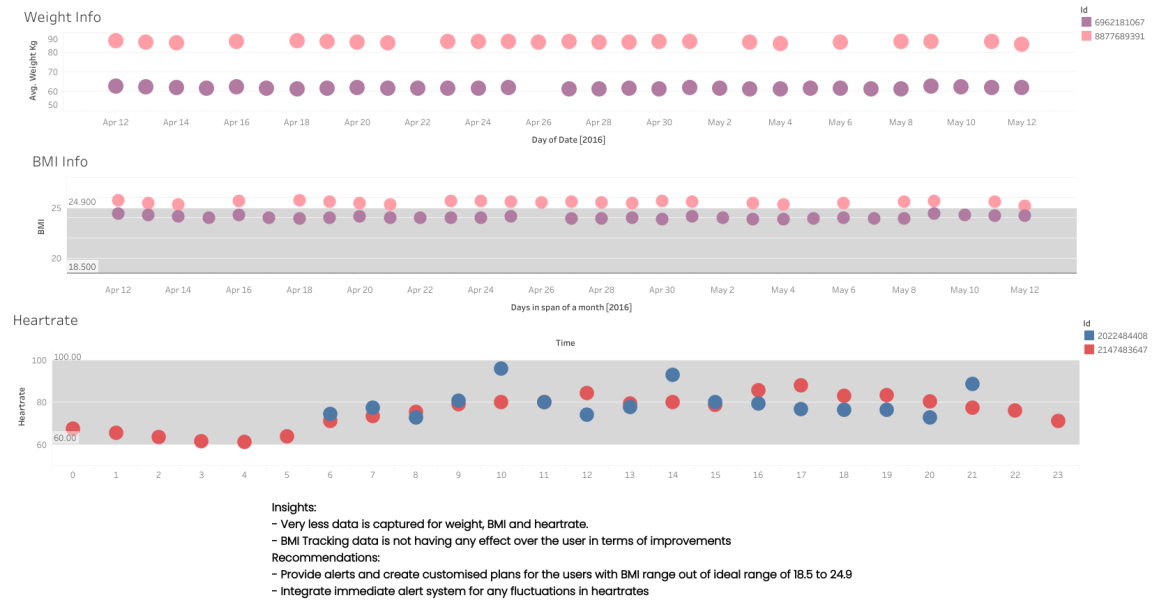 Weight Info
Id
6962181067
8877689391
Avg. Weight Kg
90
80
70
60
50
Apr 12 Apr 14 Apr 16 Apr 18 Apr 20 Apr 22 Apr 24 Apr 26 Apr 28 Apr 30 May 2 May 4 May 6 May 8 May 10 May 12
Day of Date [2016]
BMI Info
BMI
24.900
25
20
18.500
Apr 12 Apr 14 Apr 16 Apr 18 Apr 20 Apr 22 Apr 24 Apr 26 Apr 28 Apr 30 May 2 May 4 May 6 May 8 May 10 May 12
Days in span of a month [2016]
Heartrate
Id
2022484408
2147483647
Time
Heartrate
100.00
100
80
60.00
60
0 1 2 3 4 5 6 7 8 9 10 11 12 13 14 15 16 17 18 19 20 21 22 23
Insights:
- Very less data is captured for weight, BMI and heartrate.
- BMI Tracking data is not having any effect over the user in terms of improvements
Recommendations:
- Provide alerts and create customised plans for the users with BMI range out of ideal range of 18.5 to 24.9
- Integrate immediate alert system for any fluctuations in heartrates